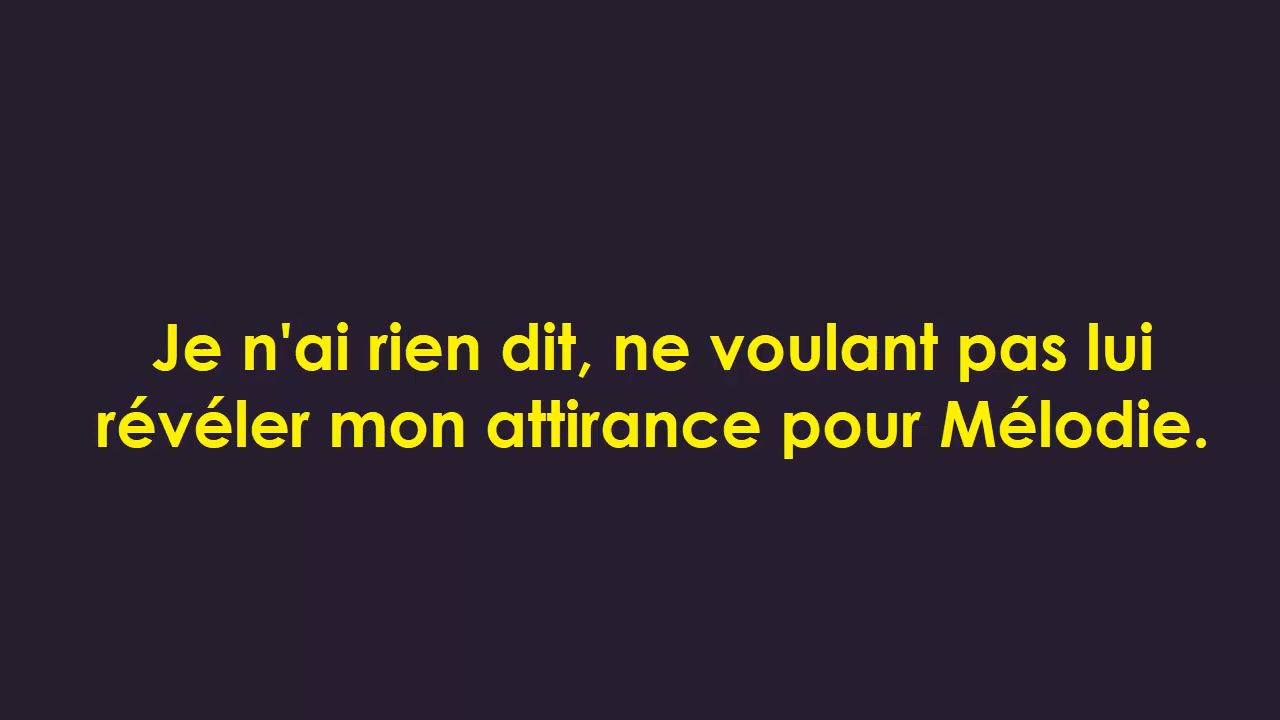 Je n'ai rien dit, ne voulant pas lui
révéler mon attirance pour Mélodie.